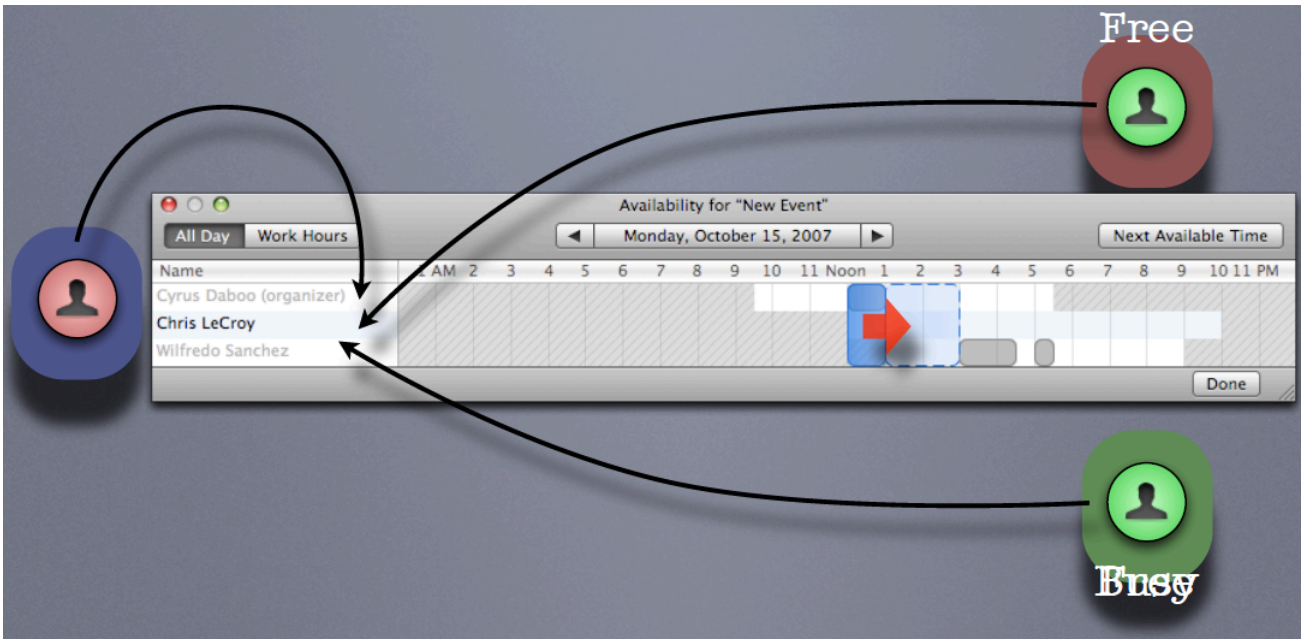 Free
Availability for "New Event"
All Day Work Hours Monday, October 15, 2007 Next Available Time
Name 1 AM 2 3 4 5 6 7 8 9 10 11 Noon 1 2 3 4 5 6 7 8 9 10 11 PM
Cyrus Daboo (organizer)
Chris LeCroy
Wilfredo Sanchez
Done